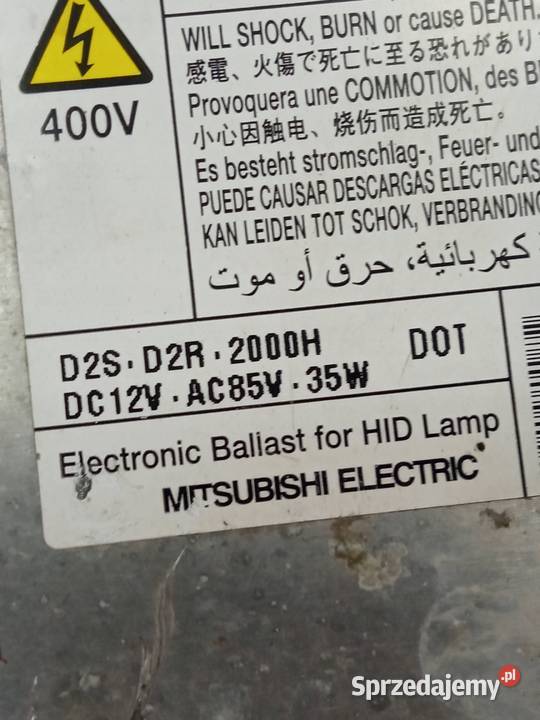 WILL SHOCK, BURN or cause DEATH.
感電、火傷で死亡に至る恐れがあり
Provoquera une COMMOTION, des B
小心因触电、烧伤而造成死亡。
Es besteht stromschlag-, Feuer- und
PUEDE CAUSAR DESCARGAS ELÉCTRICAS
KAN LEIDEN TOT SCHOK, VERBRANDING
كهربائية، حرق أو موت
400V
D2S·D2R·2000H DOT
DC12V·AC85V·35W
Electronic Ballast for HID Lamp
MITSUBISHI ELECTRIC
Sprzedajemy.pl